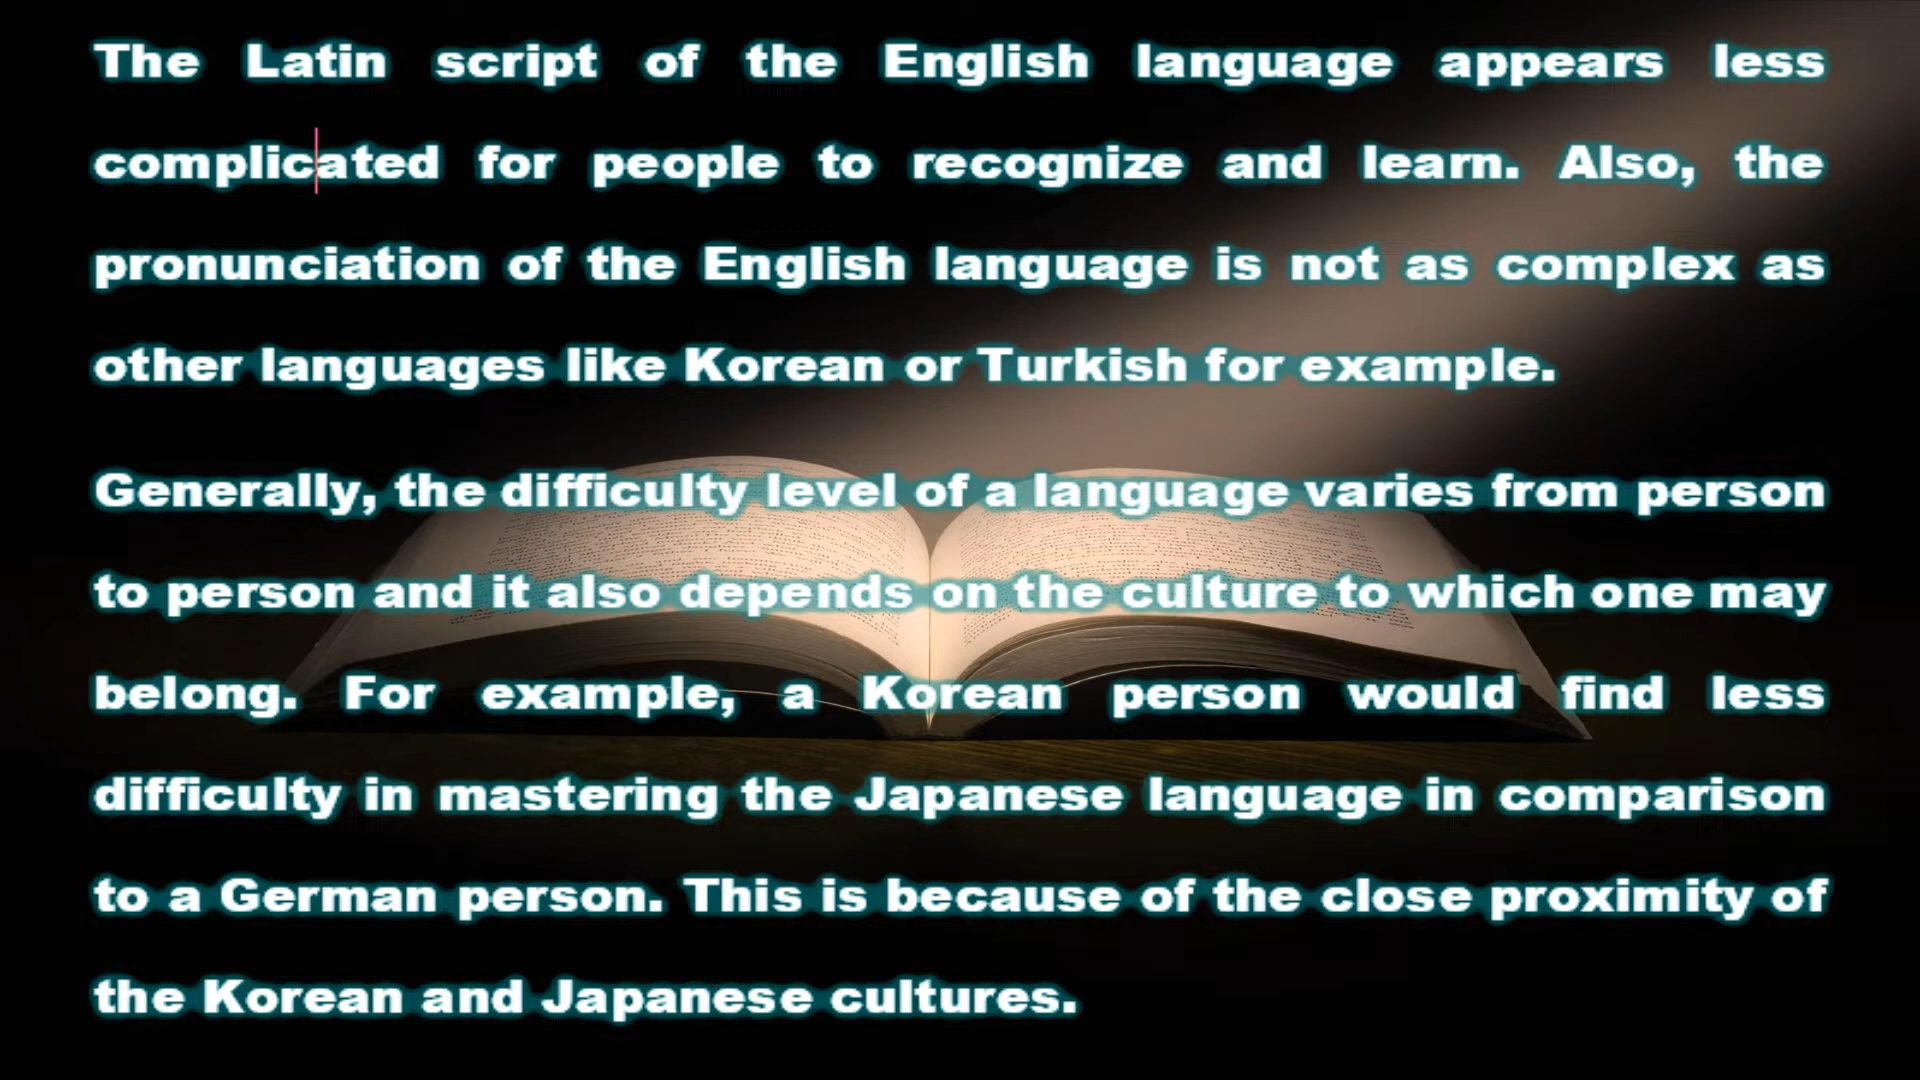 The Latin script of the English language appears less
complicated for people to recognize and learn. Also, the
pronunciation of the English language is not as complex as
other languages like Korean or Turkish for example.
Generally, the difficulty level of a language varies from person
to person and it also depends on the culture to which one may
belong. For example, a Korean person would find less
difficulty in mastering the Japanese language in comparison
to a German person. This is because of the close proximity of
the Korean and Japanese cultures.